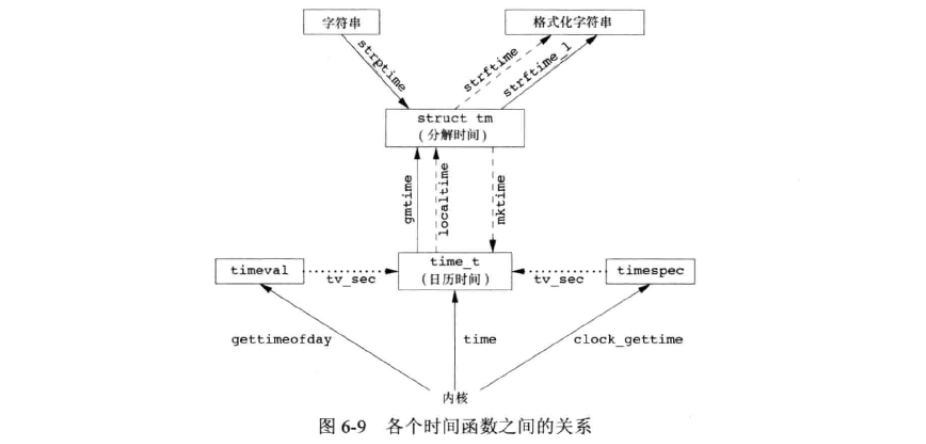 字符串
格式化字符串
strptime
strftime
strftime_l
struct tm
(分解时间)
gmtime
localtime
mktime
timeval
tv_sec
time_t
(日历时间)
tv_sec
timespec
gettimeofday
time
clock_gettime
内核
图 6-9 各个时间函数之间的关系